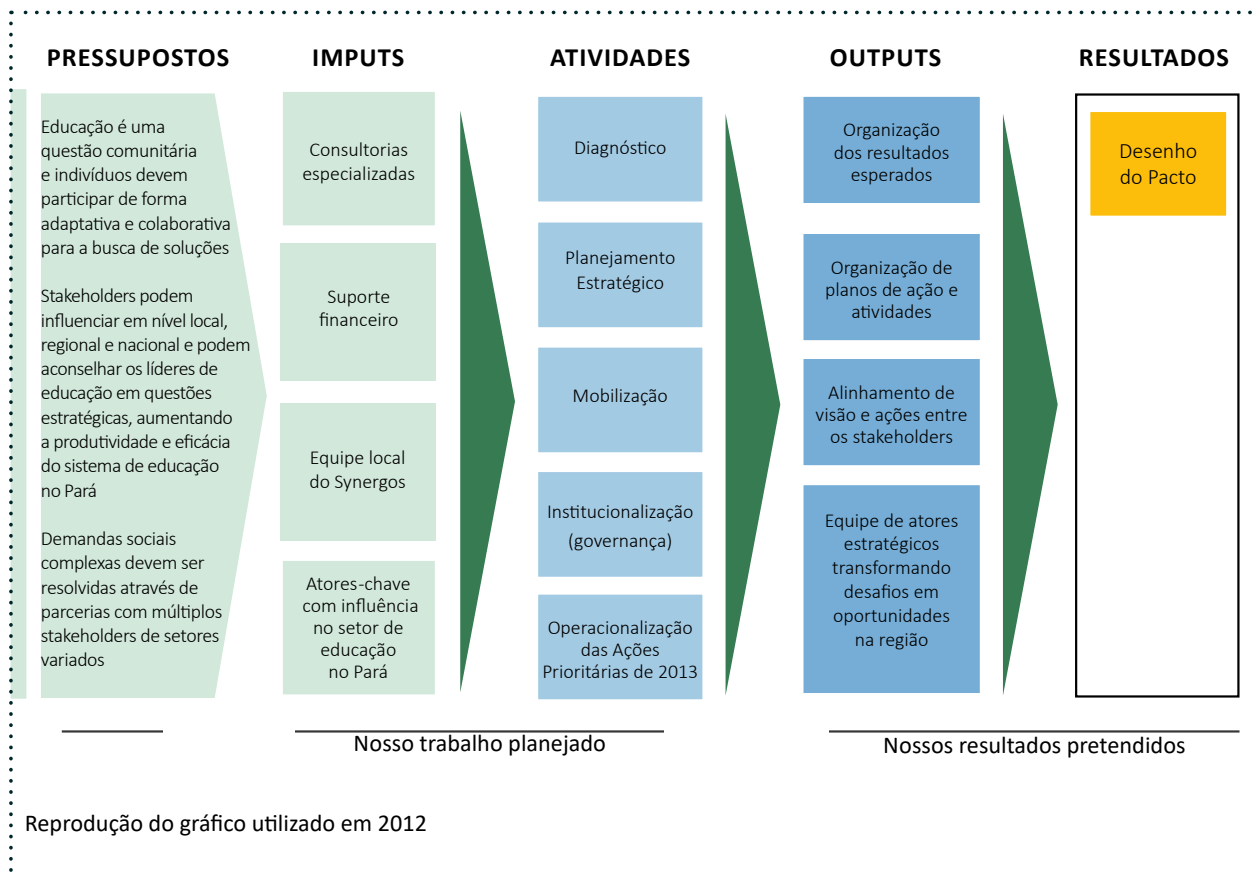 PRESSUPOSTOS
Educação é uma
questão comunitária
e indivíduos devem
participar de forma
adaptativa e colaborativa
para a busca de soluções
Stakeholders podem
influenciar em nível local,
regional e nacional e podem
aconselhar os líderes de
educação em questões
estratégicas, aumentando
a produtividade e eficácia
do sistema de educação
no Pará
Demandas sociais
complexas devem ser
resolvidas através de
parcerias com múltiplos
stakeholders de setores
variados
IMPUTS
Consultorias
especializadas
Suporte
financeiro
Equipe local
do Synergos
Atores-chave
com influência
no setor de
educação
no Pará
ATIVIDADES
Diagnóstico
Planejamento
Estratégico
Mobilização
Institucionalização
(governança)
Operacionalização
das Ações
Prioritárias de 2013
OUTPUTS
Organização
dos resultados
esperados
Organização de
planos de ação e
atividades
Alinhamento de
visão e ações entre
os stakeholders
Equipe de atores
estratégicos
transformando
desafios em
oportunidades
na região
RESULTADOS
Desenho
do Pacto
Nosso trabalho planejado
Nossos resultados pretendidos
Reprodução do gráfico utilizado em 2012